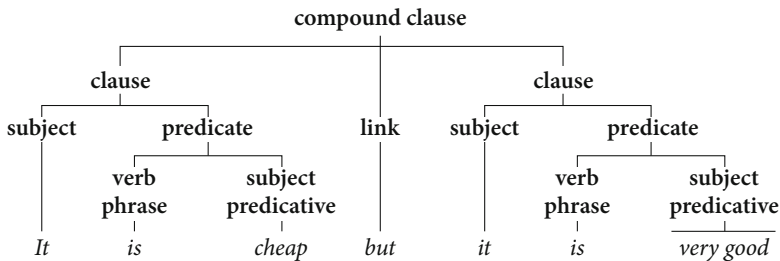 compound clause
clause clause
subject predicate link subject predicate
verb phrase subject predicative verb phrase subject predicative
It is cheap but it is very good